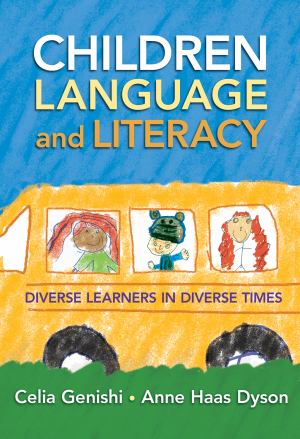 CHILDREN
LANGUAGE
and LITERACY
DIVERSE LEARNERS IN DIVERSE TIMES
Celia Genishi • Anne Haas Dyson